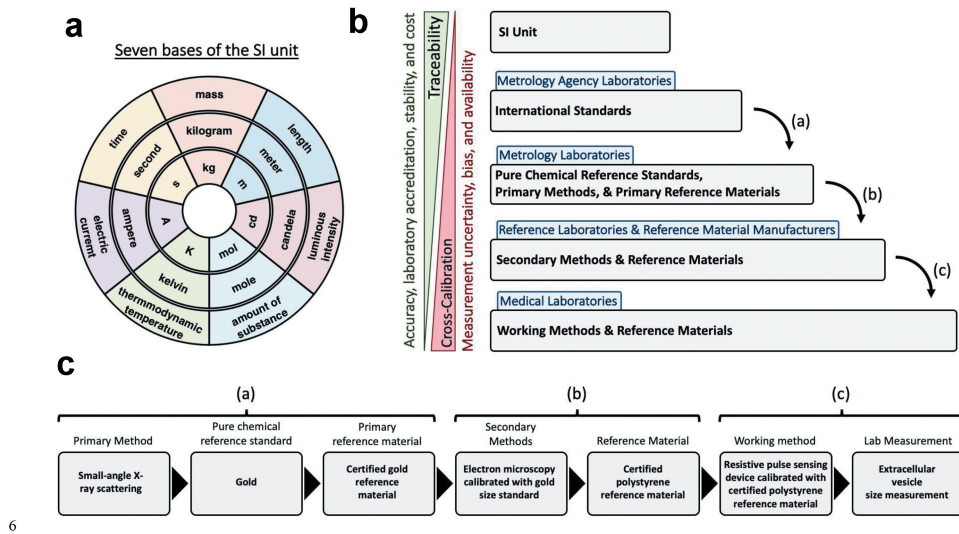 a
Seven bases of the SI unit
mass
kilogram
kg
length
meter
m
luminous
intensity
candela
cd
amount of
substance
mole
mol
thermmodynamic
temperature
kelvin
K
electric
curremt
ampere
A
time
second
s
b
Accuracy, laboratory accreditation, stability, and cost
Traceability
Cross-Calibration
Measurement uncertainty, bias, and availability
SI Unit
Metrology Agency Laboratories
International Standards
(a)
Metrology Laboratories
Pure Chemical Reference Standards,
Primary Methods, & Primary Reference Materials
(b)
Reference Laboratories & Reference Material Manufacturers
Secondary Methods & Reference Materials
(c)
Medical Laboratories
Working Methods & Reference Materials
c
(a)
(b)
(c)
Primary Method
Small-angle X-
ray scattering
Pure chemical
reference standard
Gold
Primary
reference material
Certified gold
reference
material
Secondary
Methods
Electron microscopy
calibrated with gold
size standard
Reference Material
Certified
polystyrene
reference material
Working method
Resistive pulse sensing
device calibrated with
certified polystyrene
reference material
Lab Measurement
Extracellular
vesicle
size measurement
6